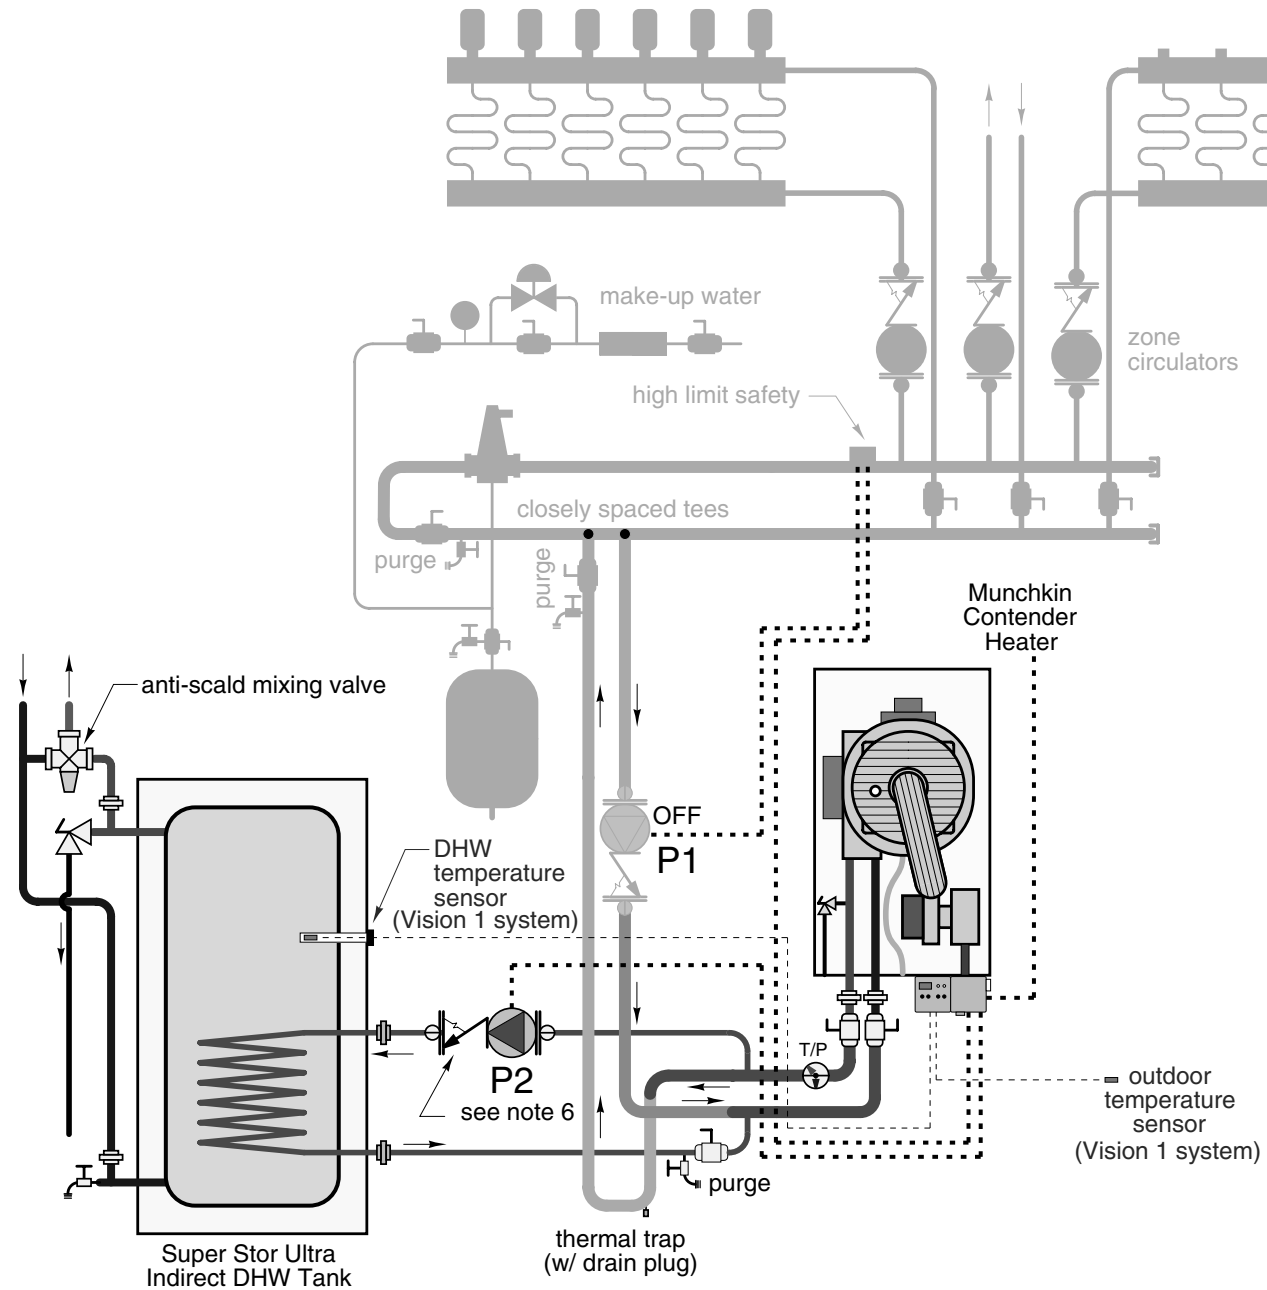 make-up water
zone
circulators
high limit safety
closely spaced tees
purge
purge
Munchkin
Contender
Heater
anti-scald mixing valve
OFF
P1
DHW
temperature
sensor
(Vision 1 system)
T/P
P2
see note 6
outdoor
temperature
sensor
(Vision 1 system)
purge
thermal trap
(w/ drain plug)
Super Stor Ultra
Indirect DHW Tank